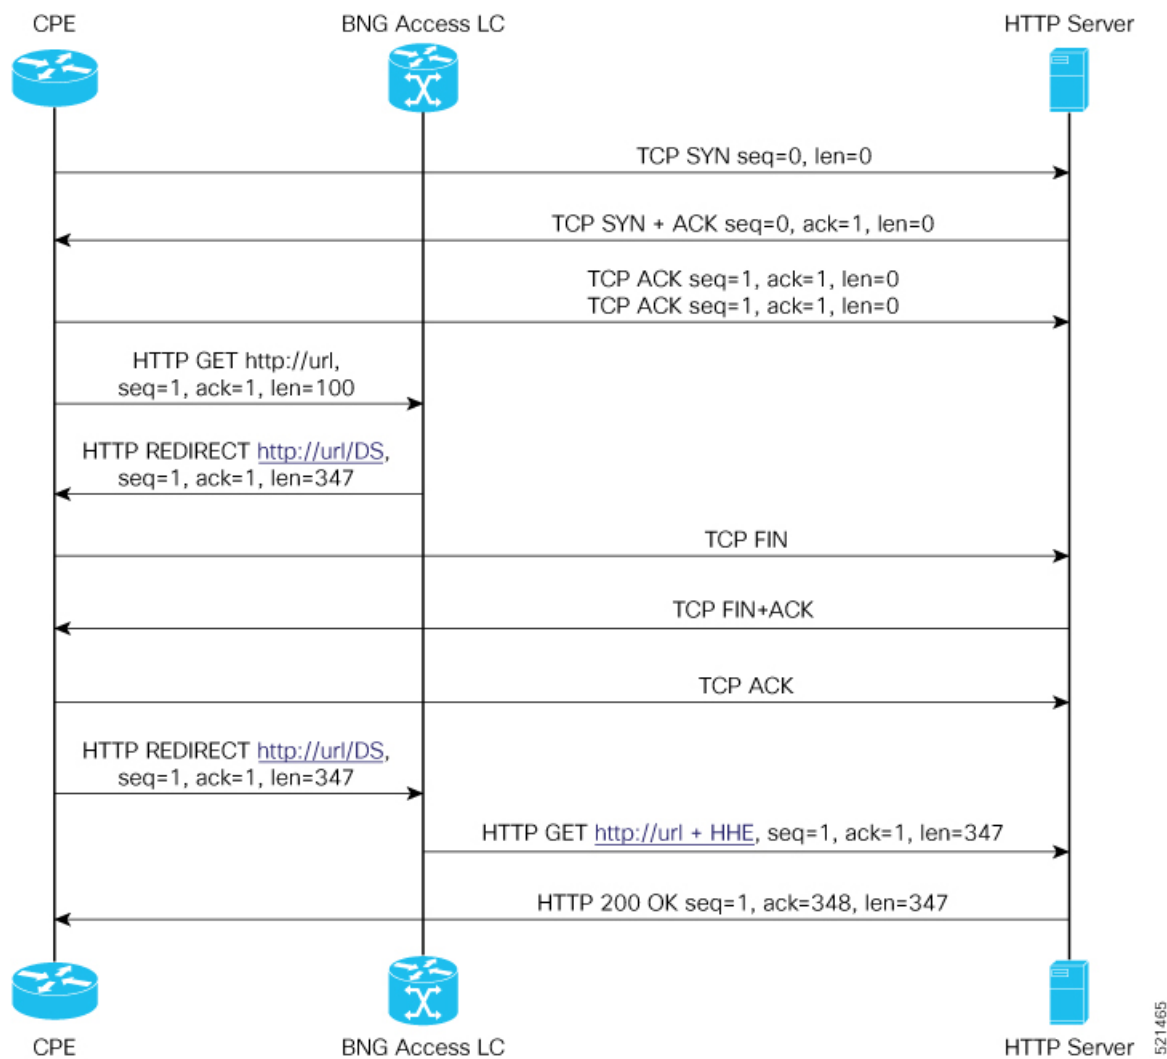 CPE
BNG Access LC
HTTP Server
TCP SYN seq=0, len=0
TCP SYN + ACK seq=0, ack=1, len=0
TCP ACK seq=1, ack=1, len=0
TCP ACK seq=1, ack=1, len=0
HTTP GET http://url,
seq=1, ack=1, len=100
HTTP REDIRECT http://url/DS,
seq=1, ack=1, len=347
TCP FIN
TCP FIN+ACK
TCP ACK
HTTP REDIRECT http://url/DS,
seq=1, ack=1, len=347
HTTP GET http://url + HHE, seq=1, ack=1, len=347
HTTP 200 OK seq=1, ack=348, len=347
CPE
BNG Access LC
HTTP Server
521465